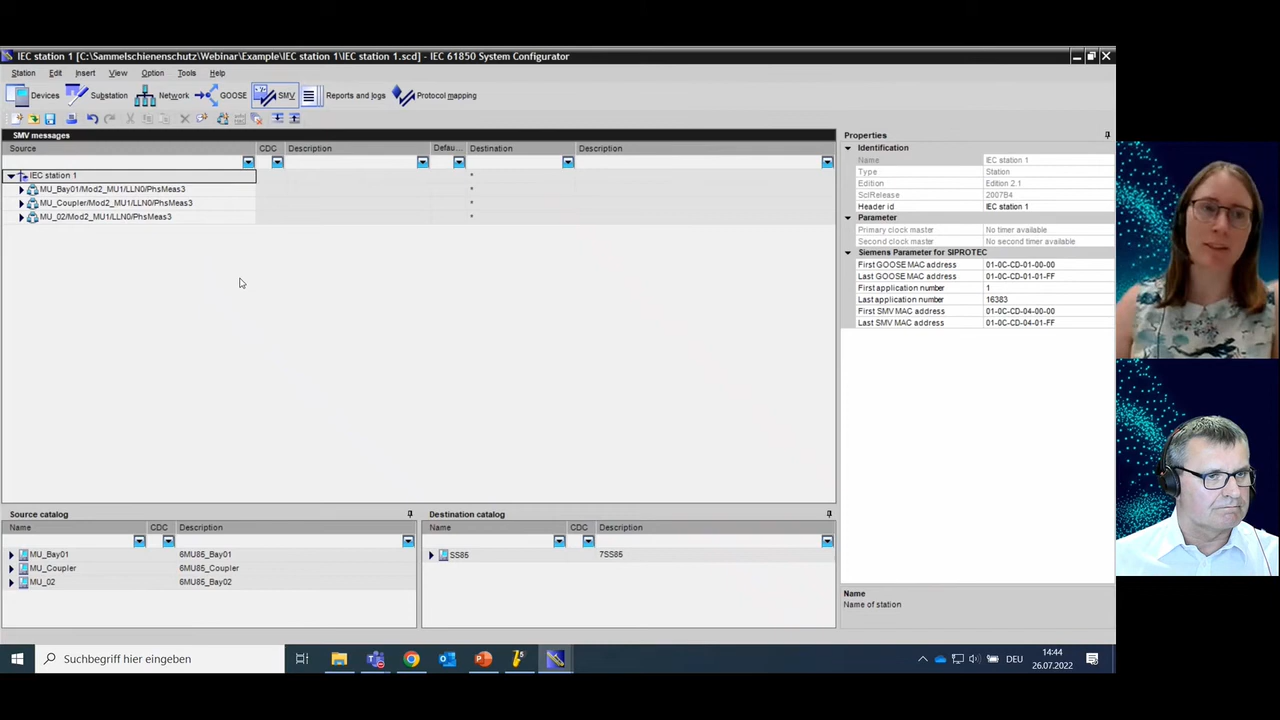 IEC station 1 [C:\Sammelschienenschutz\Webinar\Example\IEC station 1\IEC station 1.scd] - IEC 61850 System Configurator
Station Edit Insert View Option Tools Help
Devices Substation Network GOOSE SMV Reports and logs Protocol mapping
SMV messages
Source CDC Description Defau... Destination Description
IEC station 1 *
MU_Bay01/Mod2_MU1/LLN0/PhsMeas3 *
MU_Coupler/Mod2_MU1/LLN0/PhsMeas3 *
MU_02/Mod2_MU1/LLN0/PhsMeas3 *
Properties
Identification
Name IEC station 1
Type Station
Edition Edition 2.1
SclRelease 2007B4
Header id IEC station 1
Parameter
Primary clock master No timer available
Second clock master No second timer available
Siemens Parameter for SIPROTEC
First GOOSE MAC address 01-0C-CD-01-00-00
Last GOOSE MAC address 01-0C-CD-01-01-FF
First application number 1
Last application number 16383
First SMV MAC address 01-0C-CD-04-00-00
Last SMV MAC address 01-0C-CD-04-01-FF
Source catalog
Name CDC Description
MU_Bay01 6MU85_Bay01
MU_Coupler 6MU85_Coupler
MU_02 6MU85_Bay02
Destination catalog
Name CDC Description
SS85 7SS85
Name
Name of station
Suchbegriff hier eingeben
DEU
14:44
26.07.2022